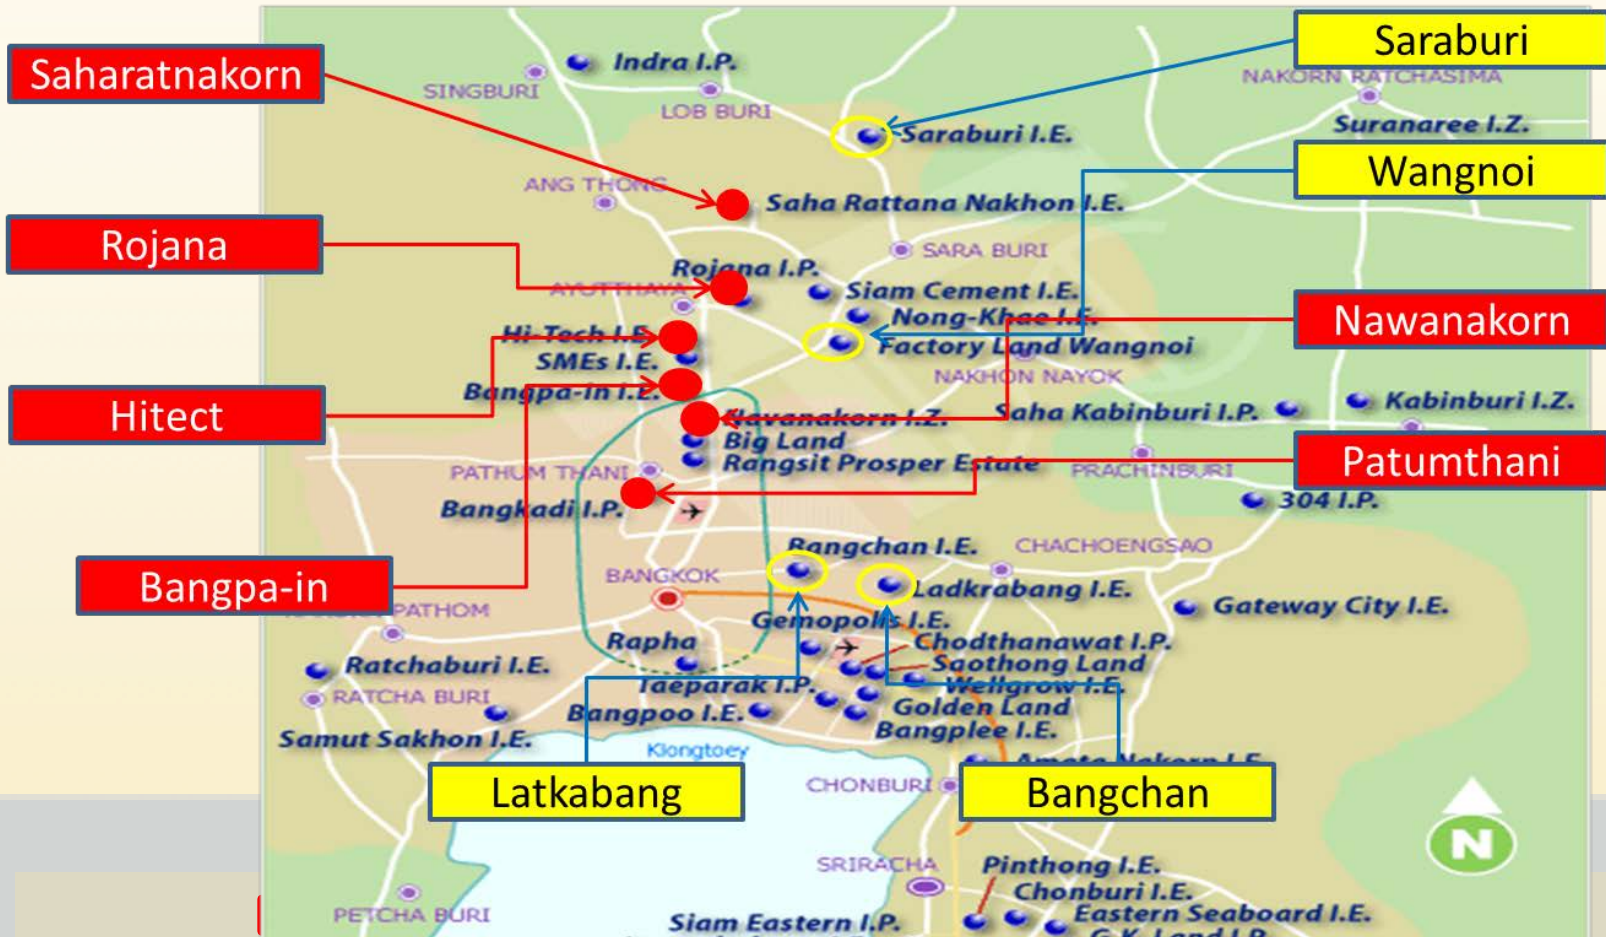 Saraburi
Saharatnakorn
Indra I.P.
SINGBURI
LOB BURI
NAKORN RATCHASIMA
Suranaree I.Z.
Saraburi I.E.
Wangnoi
ANG THONG
Saha Rattana Nakhon I.E.
Rojana
SARA BURI
Rojana I.P.
AYUTTHAYA
Siam Cement I.E.
Nong-Khae I.E.
Nawanakorn
Hi-Tech I.E.
Factory Land Wangnoi
SMEs I.E.
NAKHON NAYOK
Bangpa-in I.E.
Hitect
Navanakorn I.Z.
Saha Kabinburi I.P.
Kabinburi I.Z.
Big Land
Rangsit Prosper Estate
PATHUM THANI
PRACHINBURI
Patumthani
Bangkadi I.P.
304 I.P.
Bangchan I.E.
CHACHOENGSAO
Bangpa-in
BANGKOK
Ladkrabang I.E.
PATHOM
Gateway City I.E.
Gemopolis I.E.
Rapha
Chodthanawat I.P.
Ratchaburi I.E.
Saothong Land
Taeparak I.P.
Wellgrow I.E.
RATCHA BURI
Bangpoo I.E.
Golden Land
Samut Sakhon I.E.
Bangplee I.E.
Klongtoey
Amata Nakorn I.E.
Latkabang
CHONBURI
Bangchan
N
SRIRACHA
Pinthong I.E.
Chonburi I.E.
PETCHA BURI
Siam Eastern I.P.
Eastern Seaboard I.E.
G.K. Land I.P.